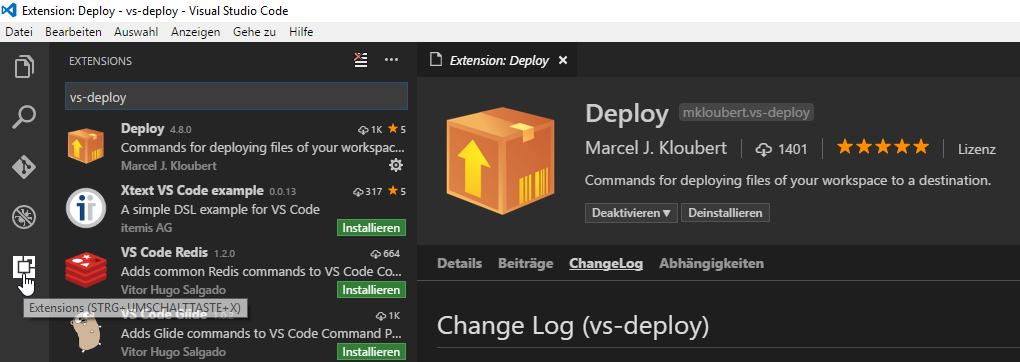 Extension: Deploy - vs-deploy - Visual Studio Code
Datei Bearbeiten Auswahl Anzeigen Gehe zu Hilfe
EXTENSIONS
vs-deploy
Deploy 4.8.0 1K 5
Commands for deploying files of your workspac...
Marcel J. Kloubert
Xtext VS Code example 0.0.13 317 5
A simple DSL example for VS Code
itemis AG Installieren
VS Code Redis 1.2.0 664
Adds common Redis commands to VS Code Co...
Vitor Hugo Salgado Installieren
Extensions (STRG+UMSCHALTTASTE+X)
VS Code Glide 1K
Adds Glide commands to VS Code Command P...
Vitor Hugo Salgado Installieren
Extension: Deploy
Deploy mkloubert.vs-deploy
Marcel J. Kloubert 1401 Lizenz
Commands for deploying files of your workspace to a destination.
Deaktivieren Deinstallieren
Details Beiträge ChangeLog Abhängigkeiten
Change Log (vs-deploy)